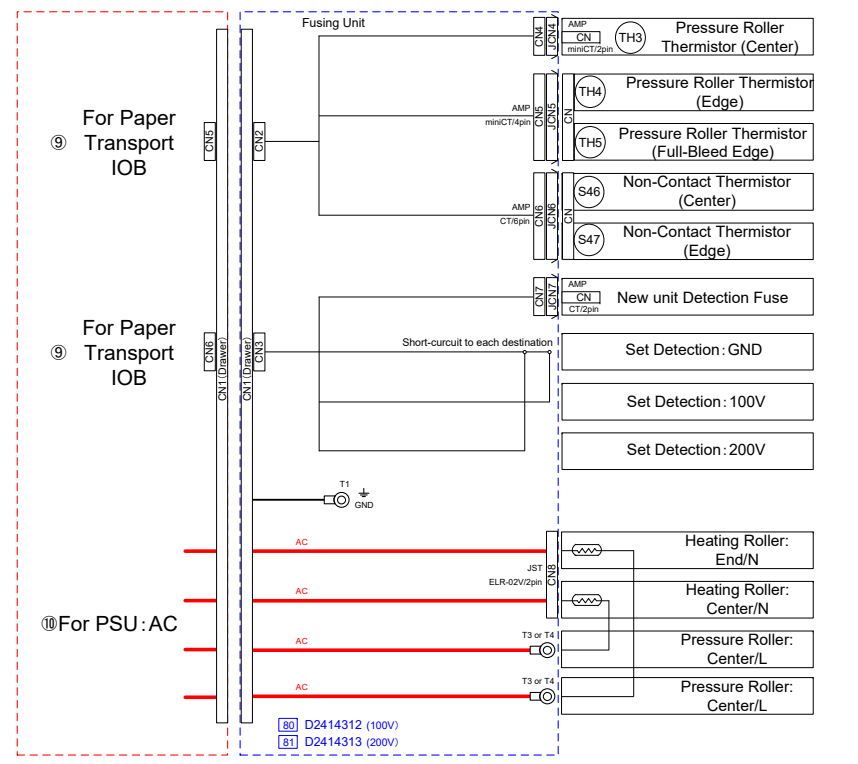 Fusing Unit
CN4
JCN4
AMP
CN
miniCT/2pin
TH3
Pressure Roller
Thermistor (Center)
⑨
For Paper
Transport
IOB
CN5
CN2
AMP
miniCT/4pin
CN5
JCN5
CN
TH4
Pressure Roller Thermistor
(Edge)
TH5
Pressure Roller Thermistor
(Full-Bleed Edge)
AMP
CT/6pin
CN6
JCN6
CN
S46
Non-Contact Thermistor
(Center)
S47
Non-Contact Thermistor
(Edge)
CN7
JCN7
AMP
CN
CT/2pin
New unit Detection Fuse
⑨
For Paper
Transport
IOB
CN6
CN1(Drawer)
CN1(Drawer)
CN3
Short-curcuit to each destination
Set Detection:GND
Set Detection:100V
Set Detection:200V
T1
GND
AC
JST
ELR-02V/2pin
CN8
Heating Roller:
End/N
AC
Heating Roller:
Center/N
⑩For PSU:AC
AC
T3 or T4
Pressure Roller:
Center/L
AC
T3 or T4
Pressure Roller:
Center/L
80 D2414312 (100V)
81 D2414313 (200V)